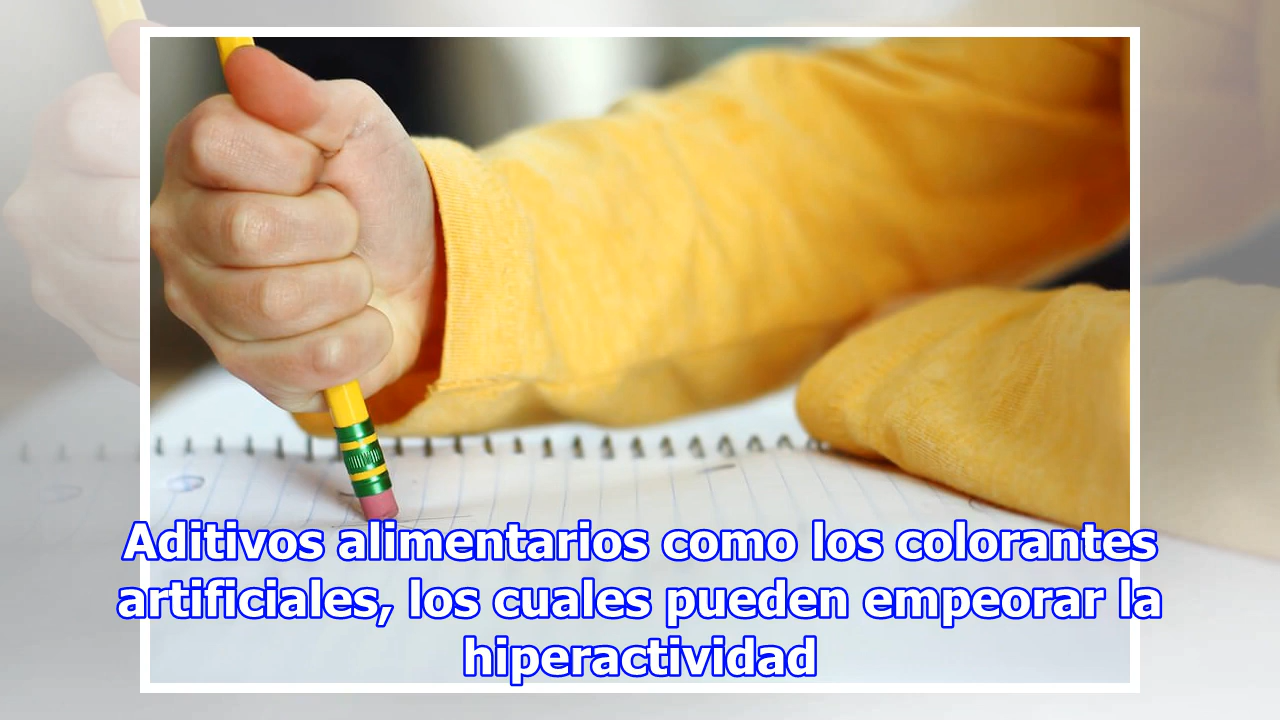 Aditivos alimentarios como los colorantes
artificiales, los cuales pueden empeorar la
hiperactividad